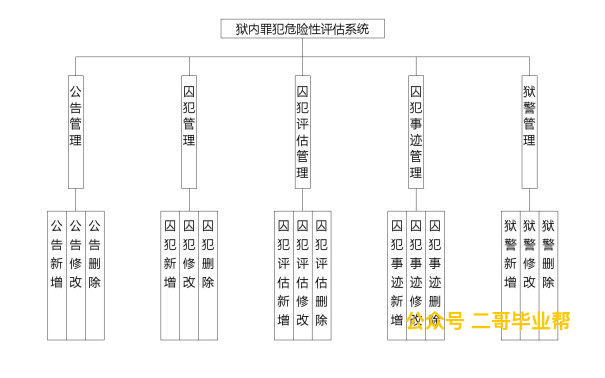 狱内罪犯危险性评估系统
公告管理
囚犯管理
囚犯评估管理
囚犯事迹管理
狱警管理
公告新增
公告修改
公告删除
囚犯新增
囚犯修改
囚犯删除
囚犯评估新增
囚犯评估修改
囚犯评估删除
囚犯事迹新增
囚犯事迹修改
囚犯事迹删除
狱警新增
狱警修改
狱警删除
公众号 二哥毕业帮